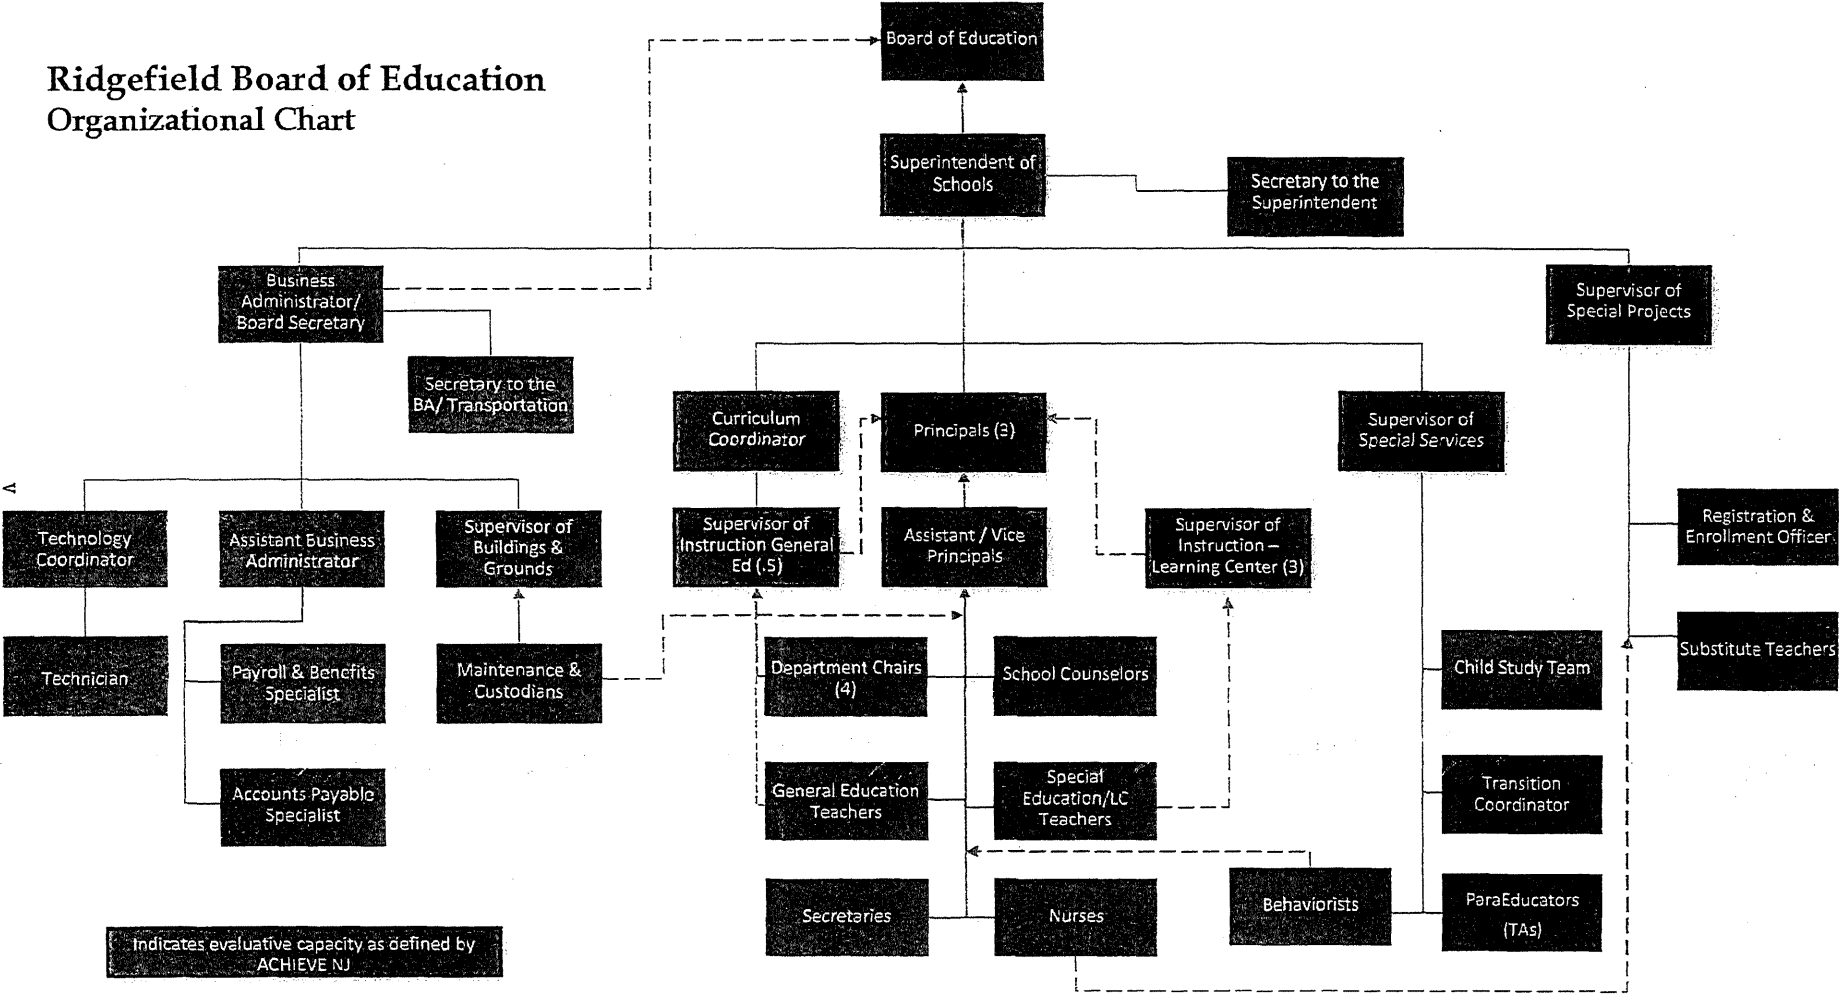 Board of Education
Ridgefield Board of Education
Organizational Chart
Superintendent of
Schools
Secretary to the
Superintendent
Business
Administrator/
Board Secretary
Supervisor of
Special Projects
Secretary to the
BA/ Transportation
Curriculum
Coordinator
Principals (3)
Supervisor of
Special Services
Technology
Coordinator
Assistant Business
Administrator
Supervisor of
Buildings &
Grounds
Supervisor of
Instruction General
Ed (.5)
Assistant / Vice
Principals
Supervisor of
Instruction –
Learning Center (3)
Registration &
Enrollment Officer
Technician
Payroll & Benefits
Specialist
Maintenance &
Custodians
Department Chairs
(4)
School Counselors
Child Study Team
Substitute Teachers
Accounts Payable
Specialist
General Education
Teachers
Special
Education/LC
Teachers
Transition
Coordinator
Secretaries
Nurses
Behaviorists
ParaEducators
(TAs)
Indicates evaluative capacity as defined by
ACHIEVE NJ